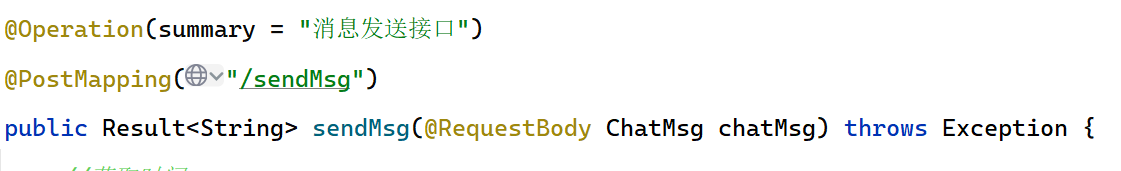 @Operation(summary = "消息发送接口")
@PostMapping("/sendMsg")
public Result<String> sendMsg(@RequestBody ChatMsg chatMsg) throws Exception {